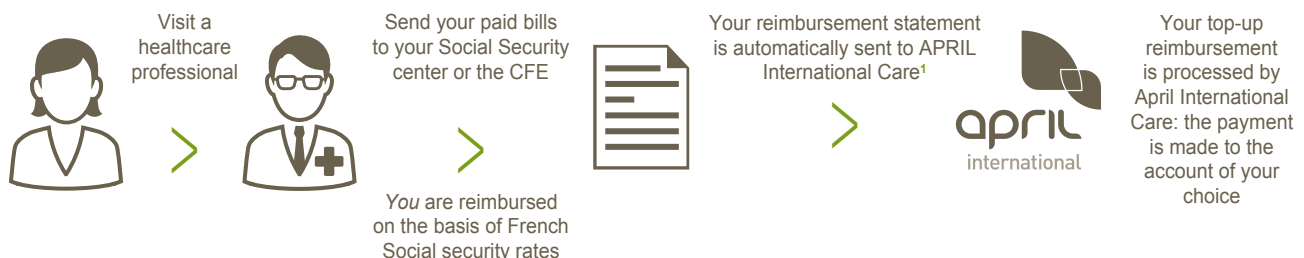 Visit a
healthcare
professional
Send your paid bills
to your Social Security
center or the CFE
You are reimbursed
on the basis of French
Social security rates
Your reimbursement statement
is automatically sent to APRIL
International Care¹
april
international
Your top-up
reimbursement
is processed by
April International
Care: the payment
is made to the
account of your
choice